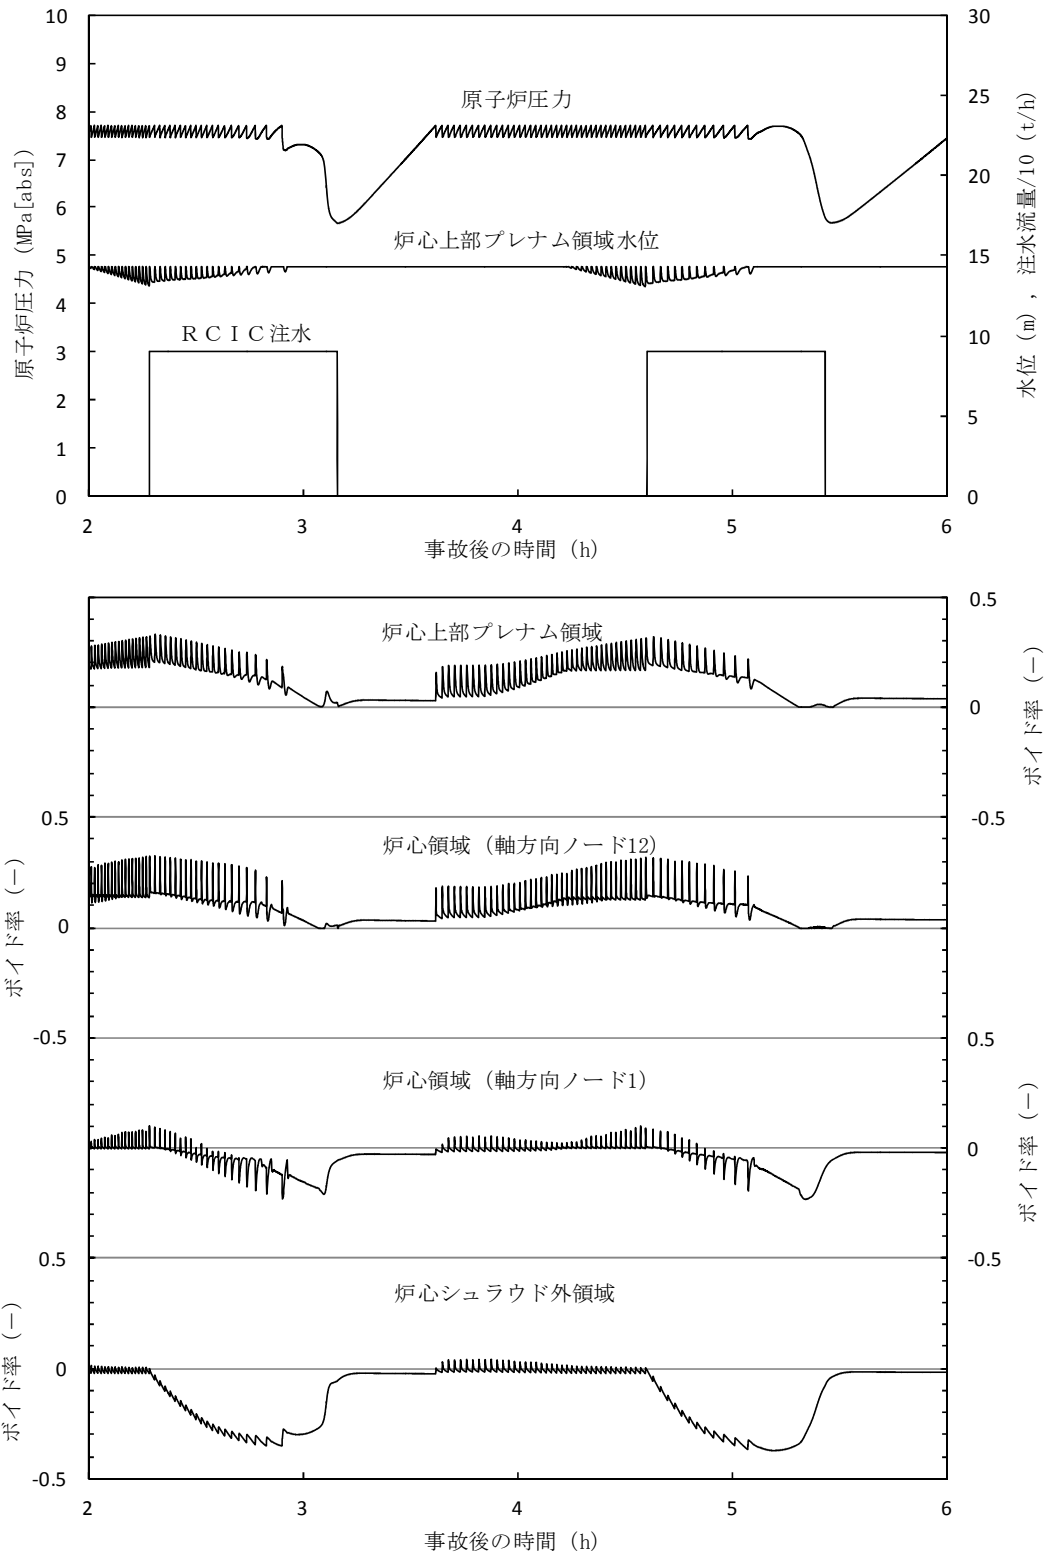 10
9
8
7
6
5
4
3
2
1
0
原子炉圧力 (MPa[abs])
30
25
20
15
10
5
0
水位 (m) , 注水流量/10 (t/h)
原子炉圧力
炉心上部プレナム領域水位
ＲＣＩＣ注水
2 3 4 5 6
事故後の時間 (h)
炉心上部プレナム領域
0.5
0
-0.5
ボイド率 (－)
炉心領域 (軸方向ノード12)
0.5
0
-0.5
ボイド率 (－)
炉心領域 (軸方向ノード1)
0.5
0
-0.5
ボイド率 (－)
炉心シュラウド外領域
0.5
0
-0.5
ボイド率 (－)
2 3 4 5 6
事故後の時間 (h)